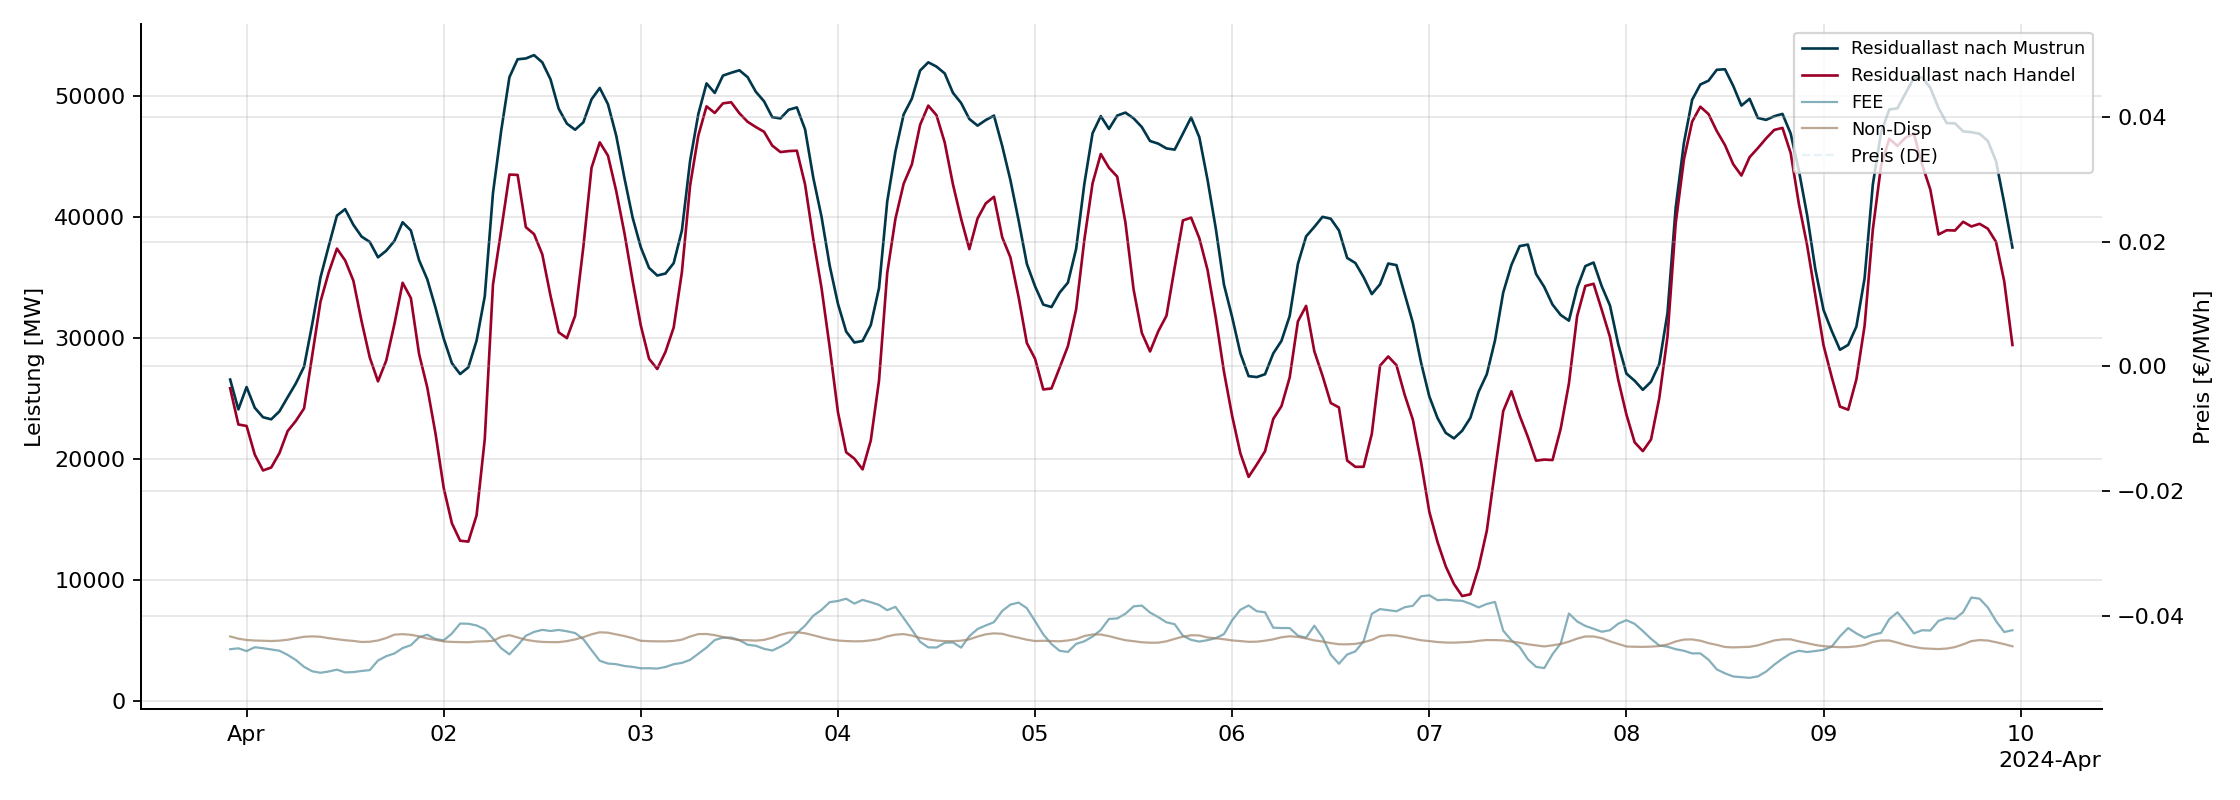 Residuallast nach Mustrun
Residuallast nach Handel
FEE
Non-Disp
Preis (DE)
Leistung [MW]
50000
40000
30000
20000
10000
0
Preis [€/MWh]
0.04
0.02
0.00
−0.02
−0.04
Apr 02 03 04 05 06 07 08 09 10
2024-Apr